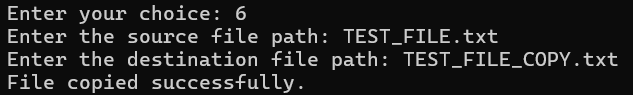 Enter your choice: 6
Enter the source file path: TEST_FILE.txt
Enter the destination file path: TEST_FILE_COPY.txt
File copied successfully.